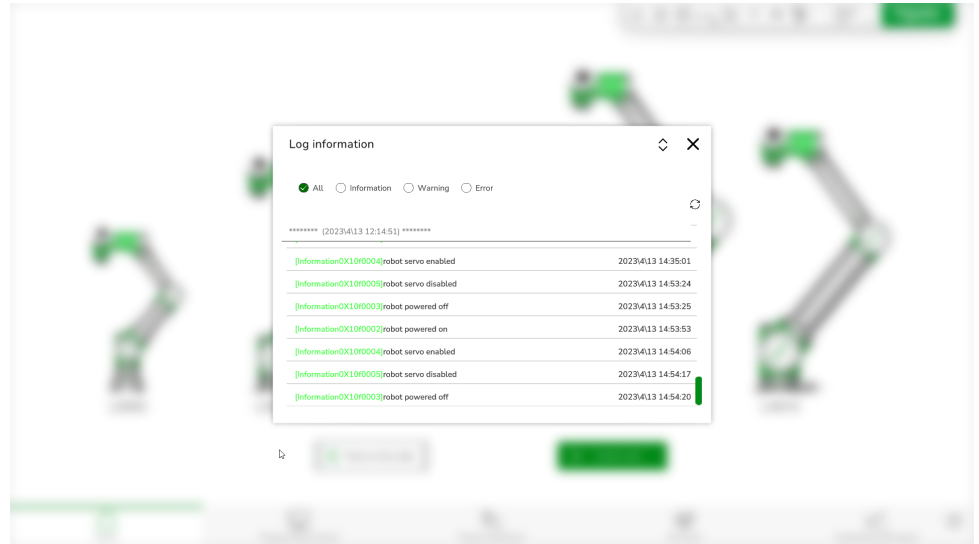 Log information
All Information Warning Error
******** (2023\4\13 12:14:51) ********
[Information0X10f0004]robot servo enabled 2023\4\13 14:35:01
[Information0X10f0005]robot servo disabled 2023\4\13 14:53:24
[Information0X10f0003]robot powered off 2023\4\13 14:53:25
[Information0X10f0002]robot powered on 2023\4\13 14:53:53
[Information0X10f0004]robot servo enabled 2023\4\13 14:54:06
[Information0X10f0005]robot servo disabled 2023\4\13 14:54:17
[Information0X10f0003]robot powered off 2023\4\13 14:54:20